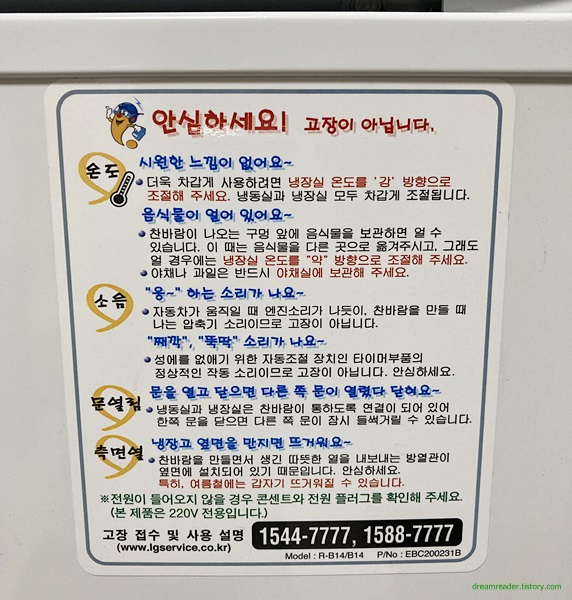 안심하세요! 고장이 아닙니다.
온도
시원한 느낌이 없어요~
더욱 차갑게 사용하려면 냉장실 온도를 '강' 방향으로
조절해 주세요. 냉동실과 냉장실 모두 차갑게 조절됩니다.
음식물이 얼어 있어요~
찬바람이 나오는 구멍 앞에 음식물을 보관하면 얼 수
있습니다. 이 때는 음식물을 다른 곳으로 옮겨주시고, 그래도
얼 경우에는 냉장실 온도를 "약" 방향으로 조절해 주세요.
야채나 과일은 반드시 야채실에 보관해 주세요.
소음
"웅~" 하는 소리가 나요~
자동차가 움직일 때 엔진소리가 나듯이, 찬바람을 만들 때
나는 압축기 소리이므로 고장이 아닙니다.
"째깍", "뚝딱" 소리가 나요~
성에를 없애기 위한 자동조절 장치인 타이머부품의
정상적인 작동 소리이므로 고장이 아닙니다. 안심하세요.
문열림
문을 열고 닫으면 다른 쪽 문이 열렸다 닫혀요~
냉동실과 냉장실은 찬바람이 통하도록 연결이 되어 있어
한쪽 문을 닫으면 다른 쪽 문이 잠시 들썩거릴 수 있습니다.
측면열
냉장고 옆면을 만지면 뜨거워요~
찬바람을 만들면서 생긴 따뜻한 열을 내보내는 방열관이
옆면에 설치되어 있기 때문입니다. 안심하세요.
특히, 여름철에는 갑자기 뜨거워질 수 있습니다.
※전원이 들어오지 않을 경우 콘센트와 전원 플러그를 확인해 주세요.
(본 제품은 220V 전용입니다.)
고장 접수 및 사용 설명 1544-7777, 1588-7777
(www.lgservice.co.kr)
Model : R-B14/B14 P/No : EBC200231B
dreamreader.tistory.com